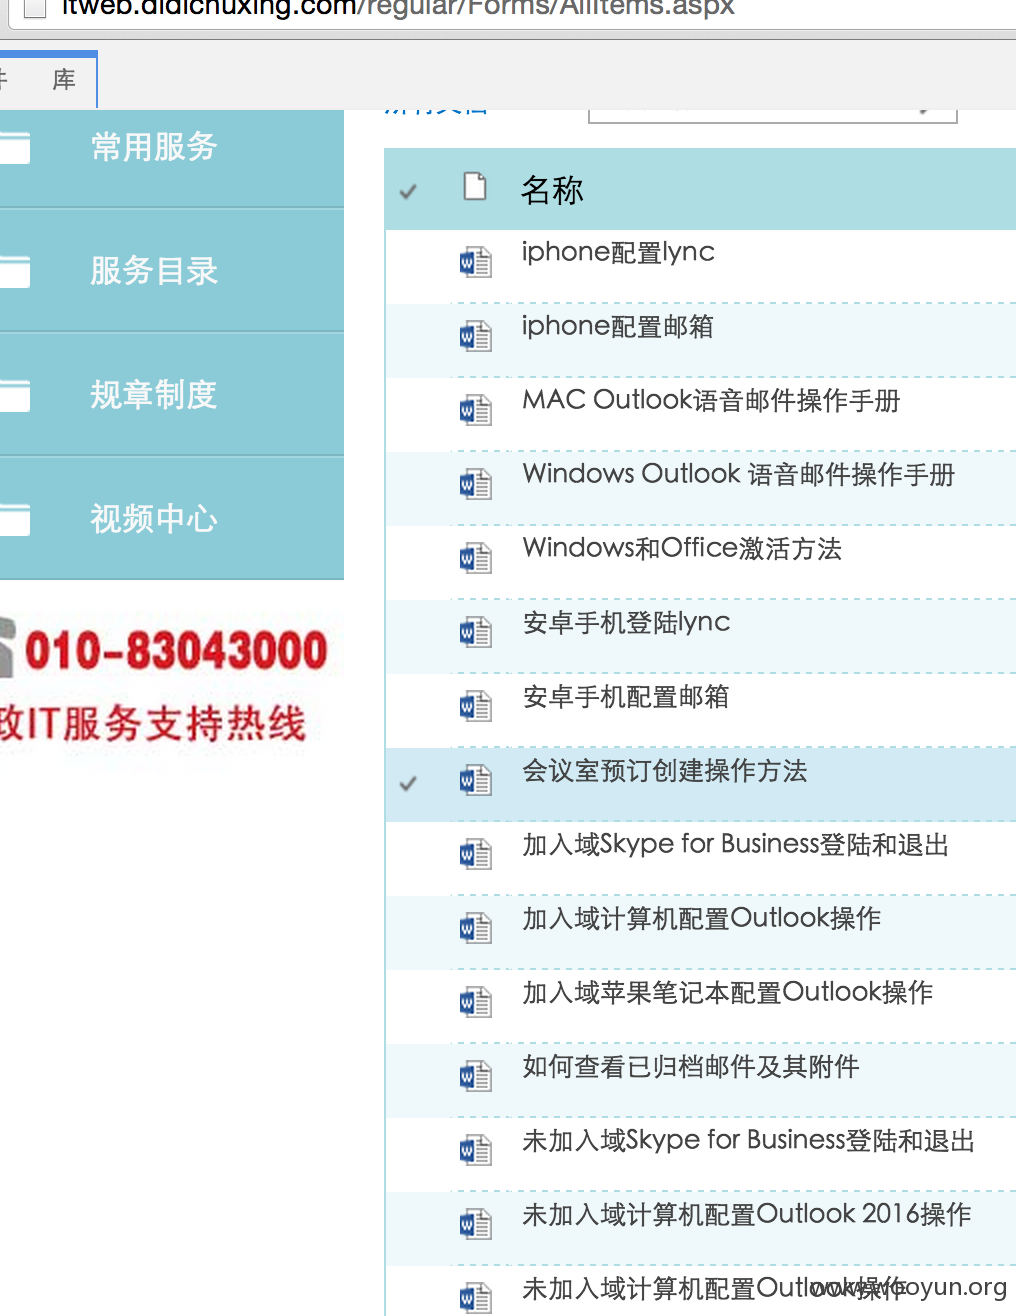 itweb.didichuxing.com/regular/Forms/AllItems.aspx
件 库
所有文档
常用服务
服务目录
规章制度
视频中心
010-83043000
政IT服务支持热线
名称
iphone配置lync
iphone配置邮箱
MAC Outlook语音邮件操作手册
Windows Outlook 语音邮件操作手册
Windows和Office激活方法
安卓手机登陆lync
安卓手机配置邮箱
会议室预订创建操作方法
加入域Skype for Business登陆和退出
加入域计算机配置Outlook操作
加入域苹果笔记本配置Outlook操作
如何查看已归档邮件及其附件
未加入域Skype for Business登陆和退出
未加入域计算机配置Outlook 2016操作
未加入域计算机配置Outlook操作
www.wooyun.org